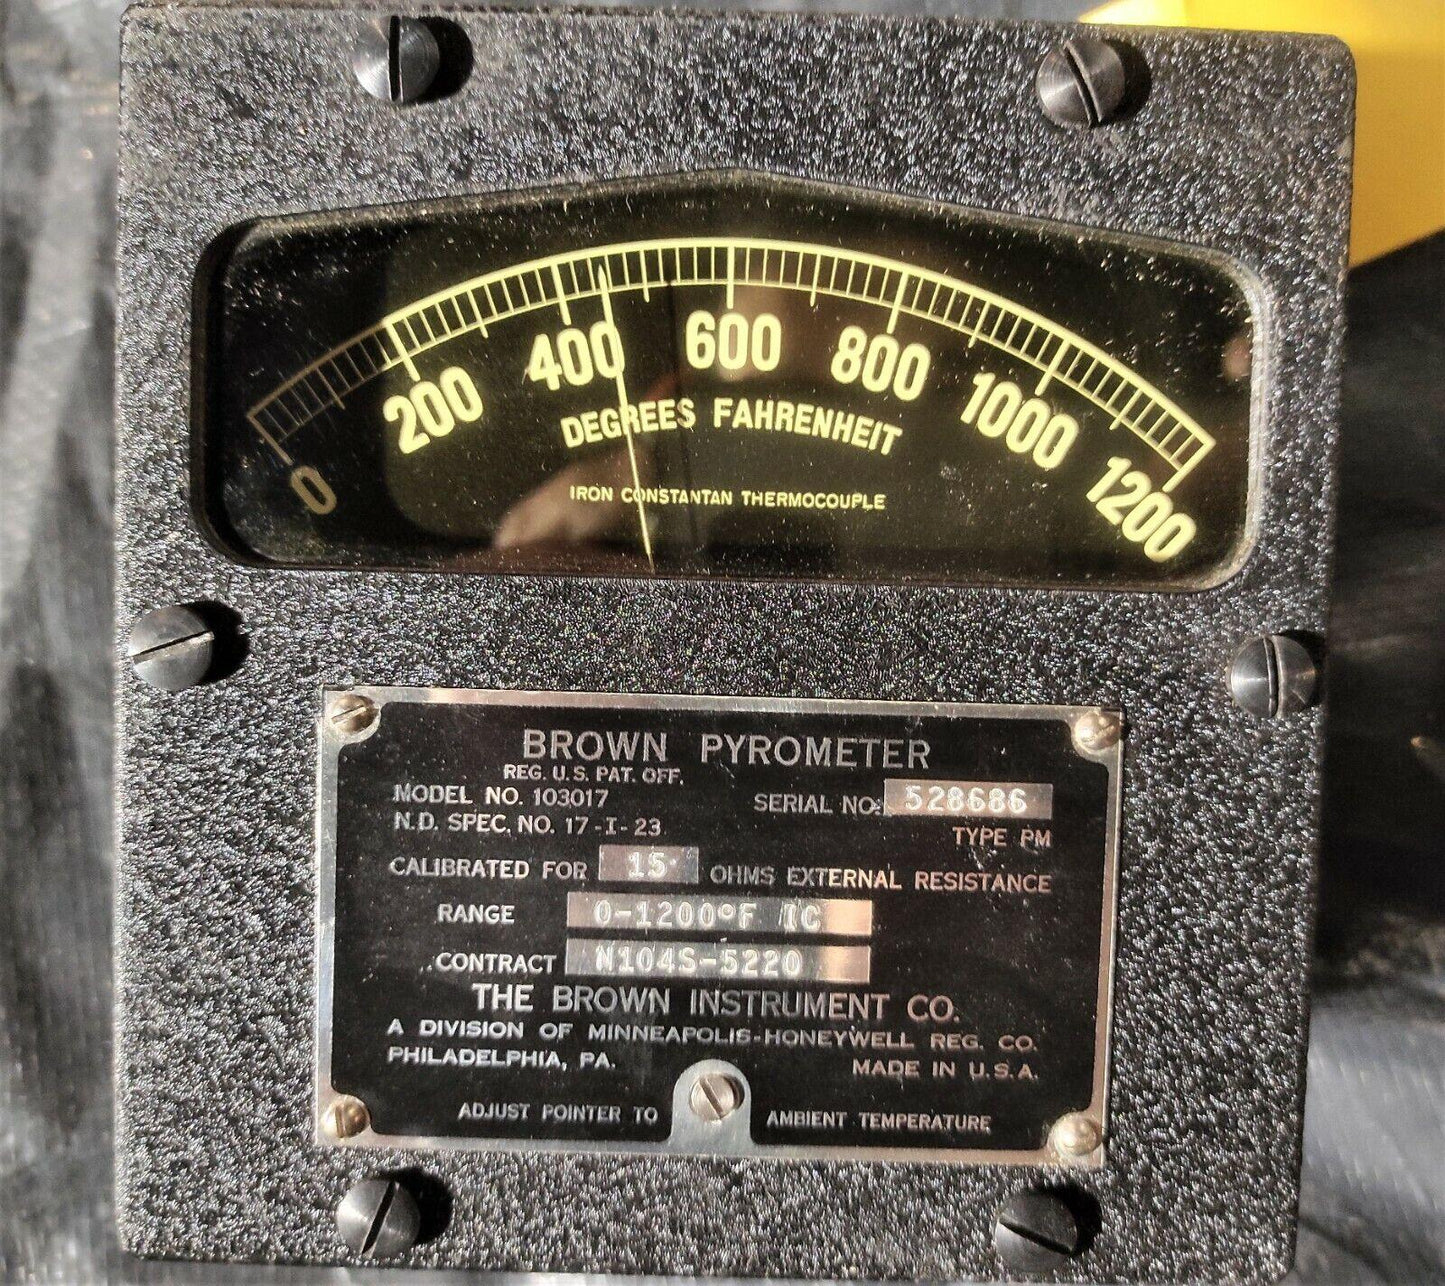 0 200 400 600 800 1000 1200
DEGREES FAHRENHEIT
IRON CONSTANTAN THERMOCOUPLE
BROWN PYROMETER
REG. U.S. PAT. OFF.
MODEL NO. 103017
SERIAL NO. 528686
N.D. SPEC. NO. 17-I-23
TYPE PM
CALIBRATED FOR 15 OHMS EXTERNAL RESISTANCE
RANGE 0-1200°F IC
CONTRACT N104S-5220
THE BROWN INSTRUMENT CO.
A DIVISION OF MINNEAPOLIS-HONEYWELL REG. CO.
PHILADELPHIA, PA. MADE IN U.S.A.
ADJUST POINTER TO AMBIENT TEMPERATURE